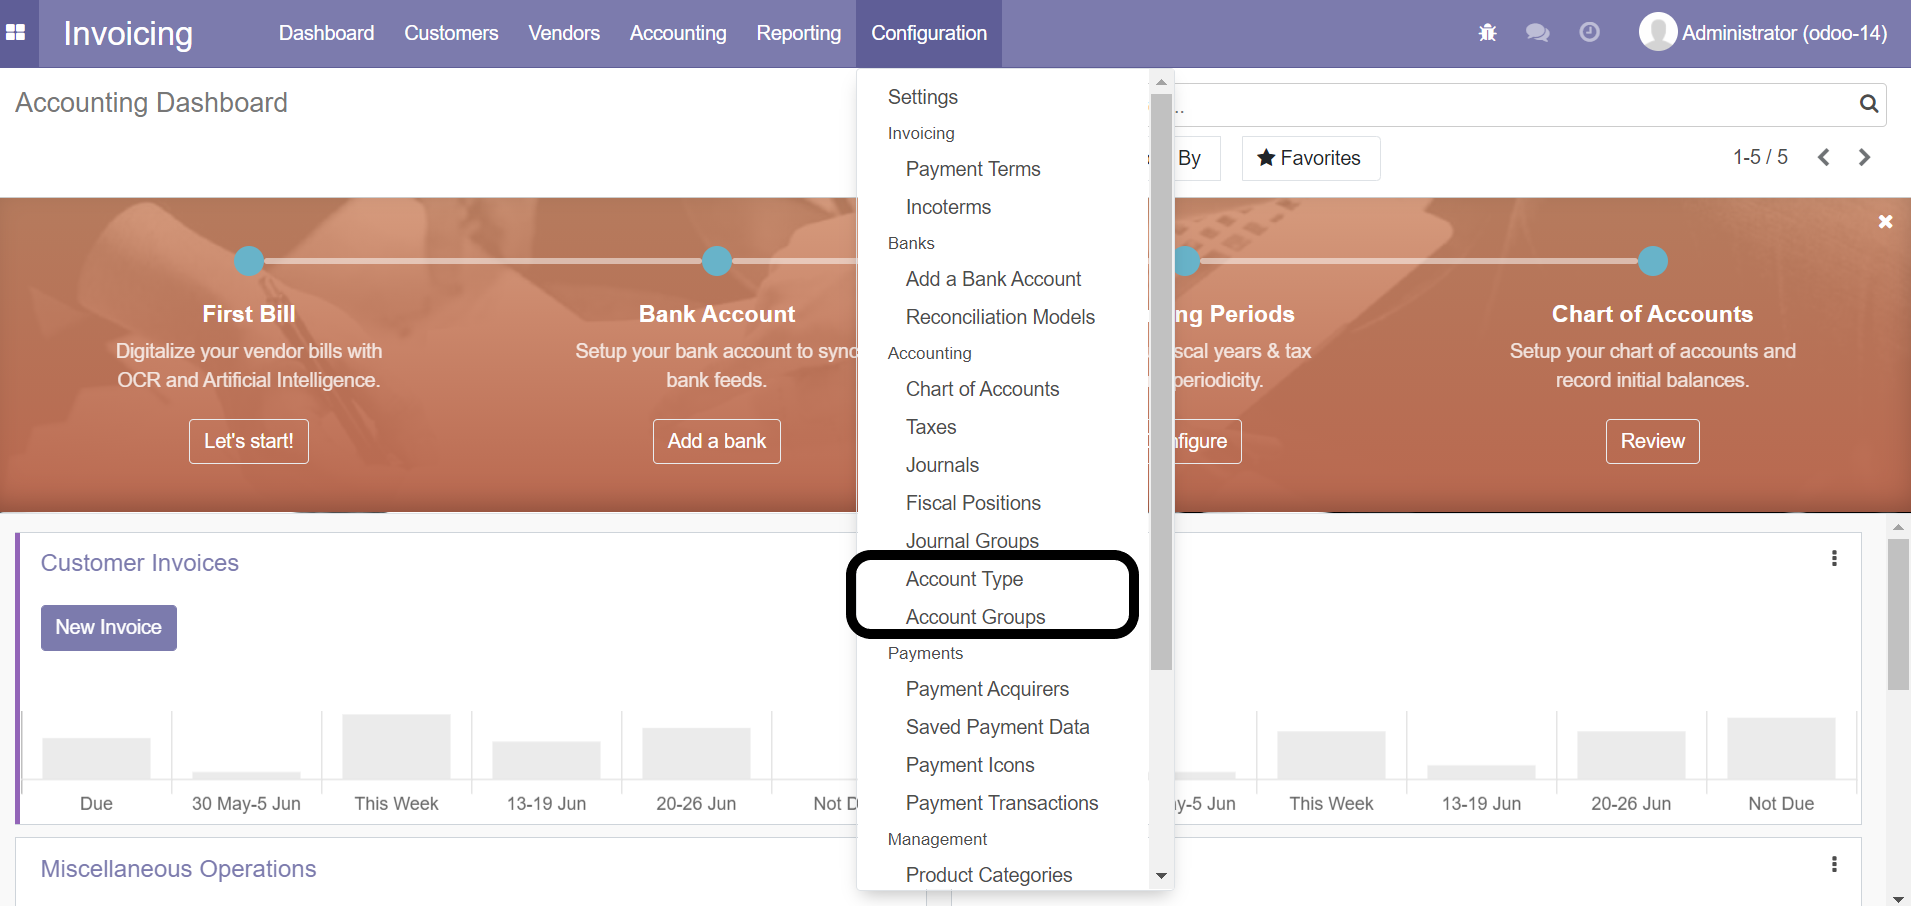 Invoicing
Dashboard Customers Vendors Accounting Reporting Configuration
Administrator (odoo-14)
Accounting Dashboard
Settings
Invoicing
Payment Terms
Incoterms
Banks
Add a Bank Account
Reconciliation Models
Accounting
Chart of Accounts
Taxes
Journals
Fiscal Positions
Journal Groups
Account Type
Account Groups
Payments
Payment Acquirers
Saved Payment Data
Payment Icons
Payment Transactions
Management
Product Categories
..
By
Favorites
1-5 / 5
First Bill
Digitalize your vendor bills with
OCR and Artificial Intelligence.
Let's start!
Bank Account
Setup your bank account to sync
bank feeds.
Add a bank
ng Periods
scal years & tax
periodicity.
figure
Chart of Accounts
Setup your chart of accounts and
record initial balances.
Review
Customer Invoices
New Invoice
Due 30 May-5 Jun This Week 13-19 Jun 20-26 Jun Not D
y-5 Jun This Week 13-19 Jun 20-26 Jun Not Due
Miscellaneous Operations